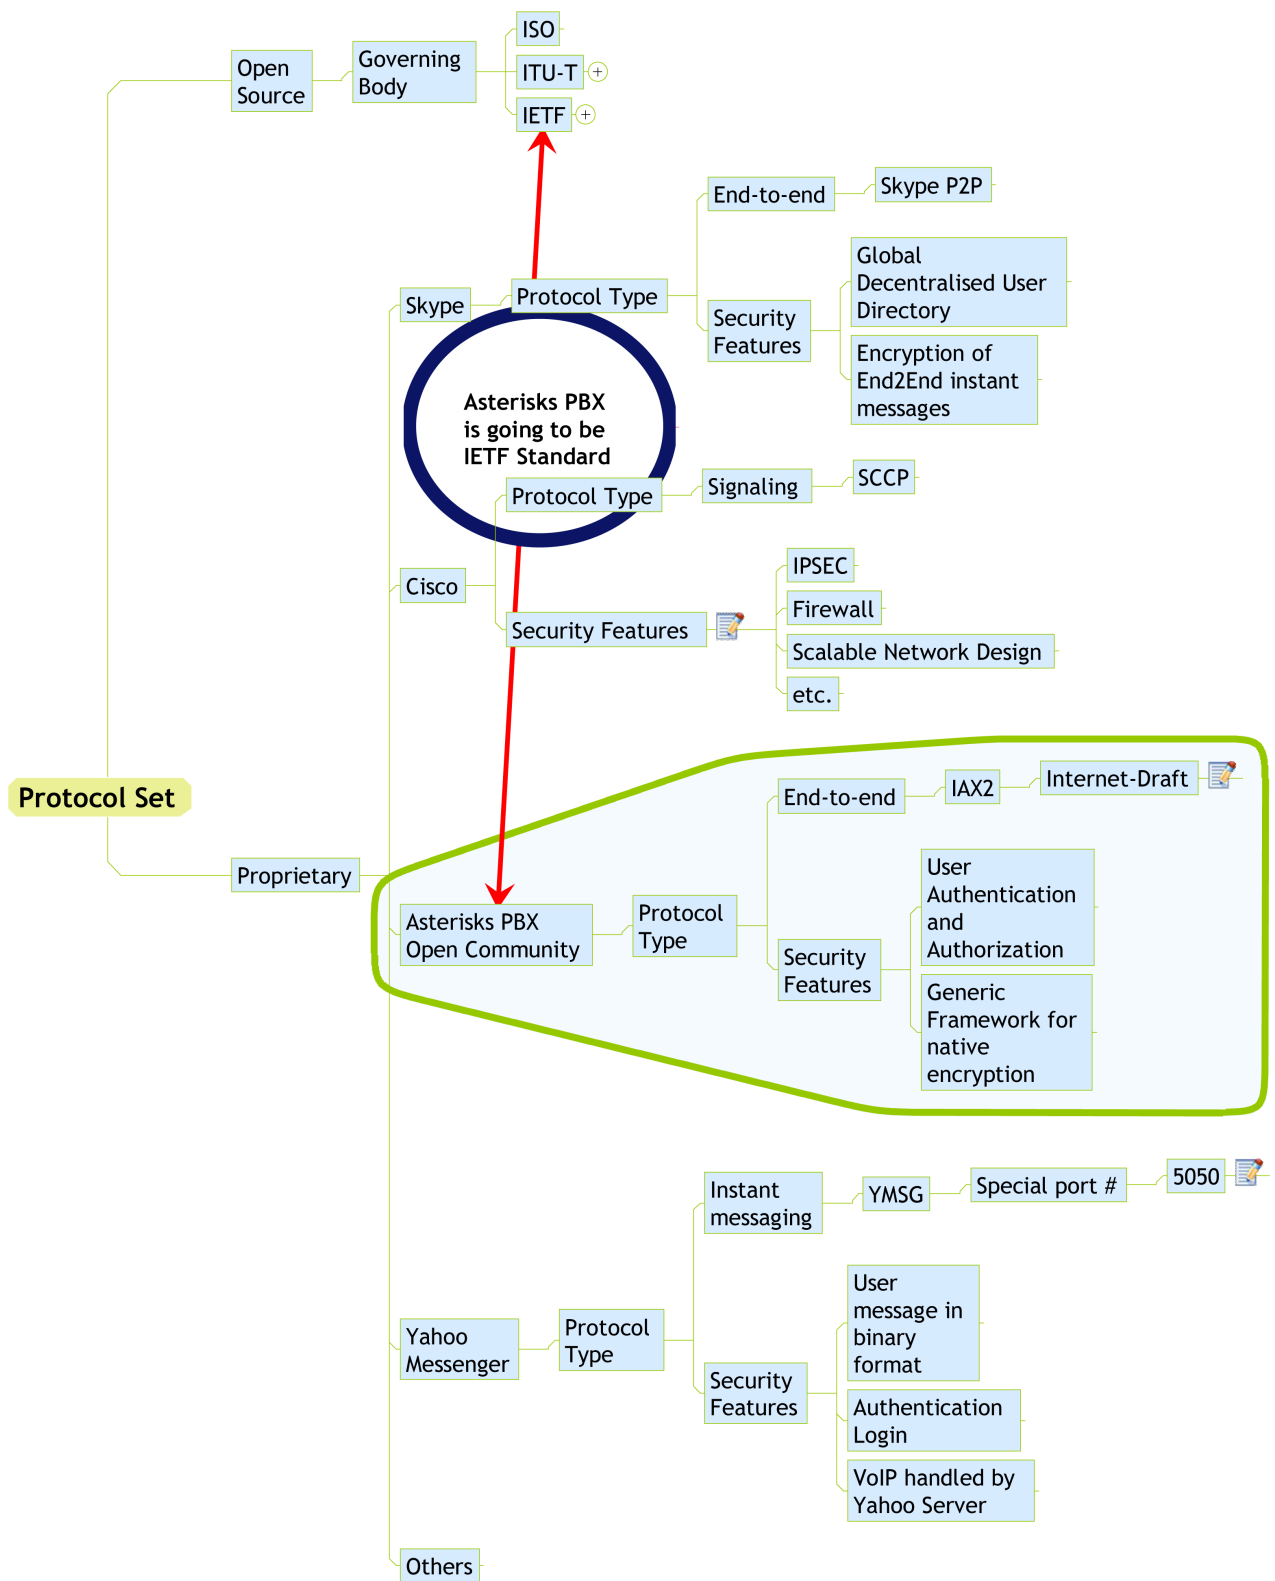 ISO
Open
Source
Governing
Body
ITU-T
IETF
End-to-end
Skype P2P
Skype
Protocol Type
Security
Features
Global
Decentralised User
Directory
Encryption of
End2End instant
messages
Asterisks PBX
is going to be
IETF Standard
Cisco
Protocol Type
Signaling
SCCP
Security Features
IPSEC
Firewall
Scalable Network Design
etc.
Protocol Set
Proprietary
Asterisks PBX
Open Community
Protocol
Type
End-to-end
IAX2
Internet-Draft
Security
Features
User
Authentication
and
Authorization
Generic
Framework for
native
encryption
Yahoo
Messenger
Protocol
Type
Instant
messaging
YMSG
Special port #
5050
Security
Features
User
message in
binary
format
Authentication
Login
VoIP handled by
Yahoo Server
Others